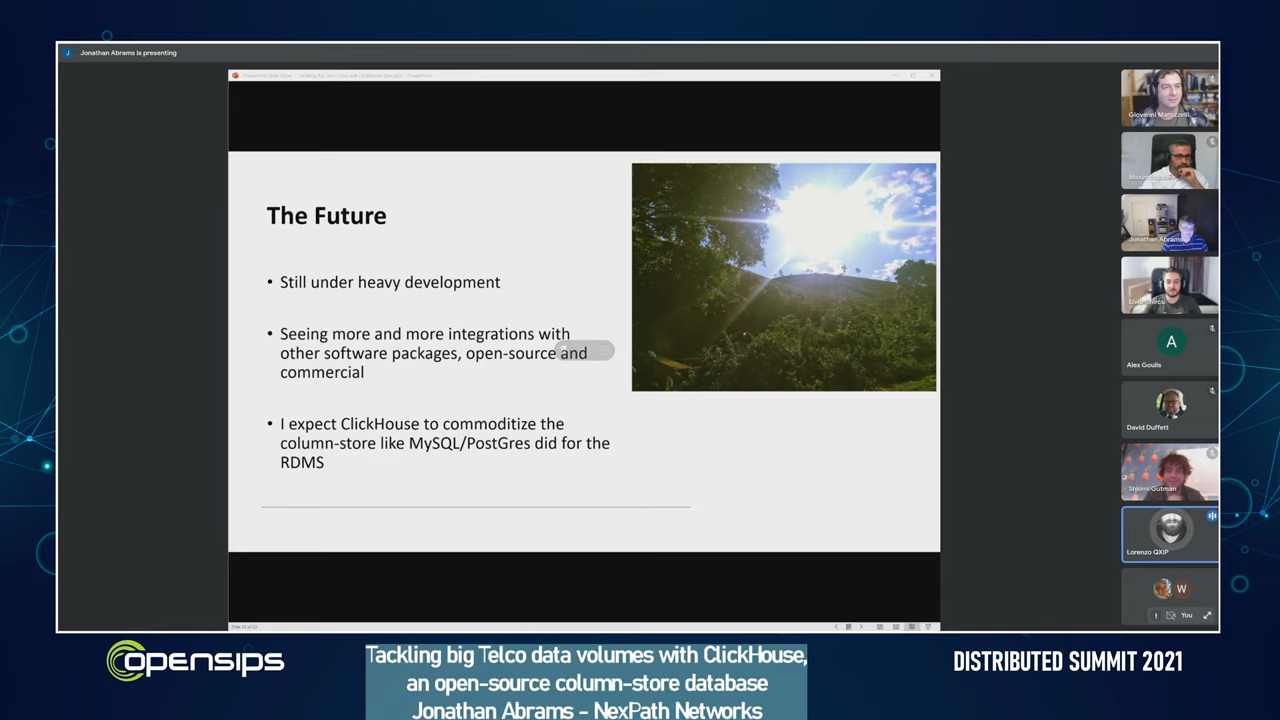 Jonathan Abrams is presenting
The Future
• Still under heavy development
• Seeing more and more integrations with
other software packages, open-source and
commercial
• I expect ClickHouse to commoditize the
column-store like MySQL/PostGres did for the
RDMS
Giovanni Maruzzelli
Maxim
Jonathan Abrams
Liviu Chircu
A
Alex Goulis
David Duffett
Shlomi Gutman
Lorenzo QXIP
W
You
opensips
Tackling big Telco data volumes with ClickHouse,
an open-source column-store database
Jonathan Abrams - NexPath Networks
DISTRIBUTED SUMMIT 2021